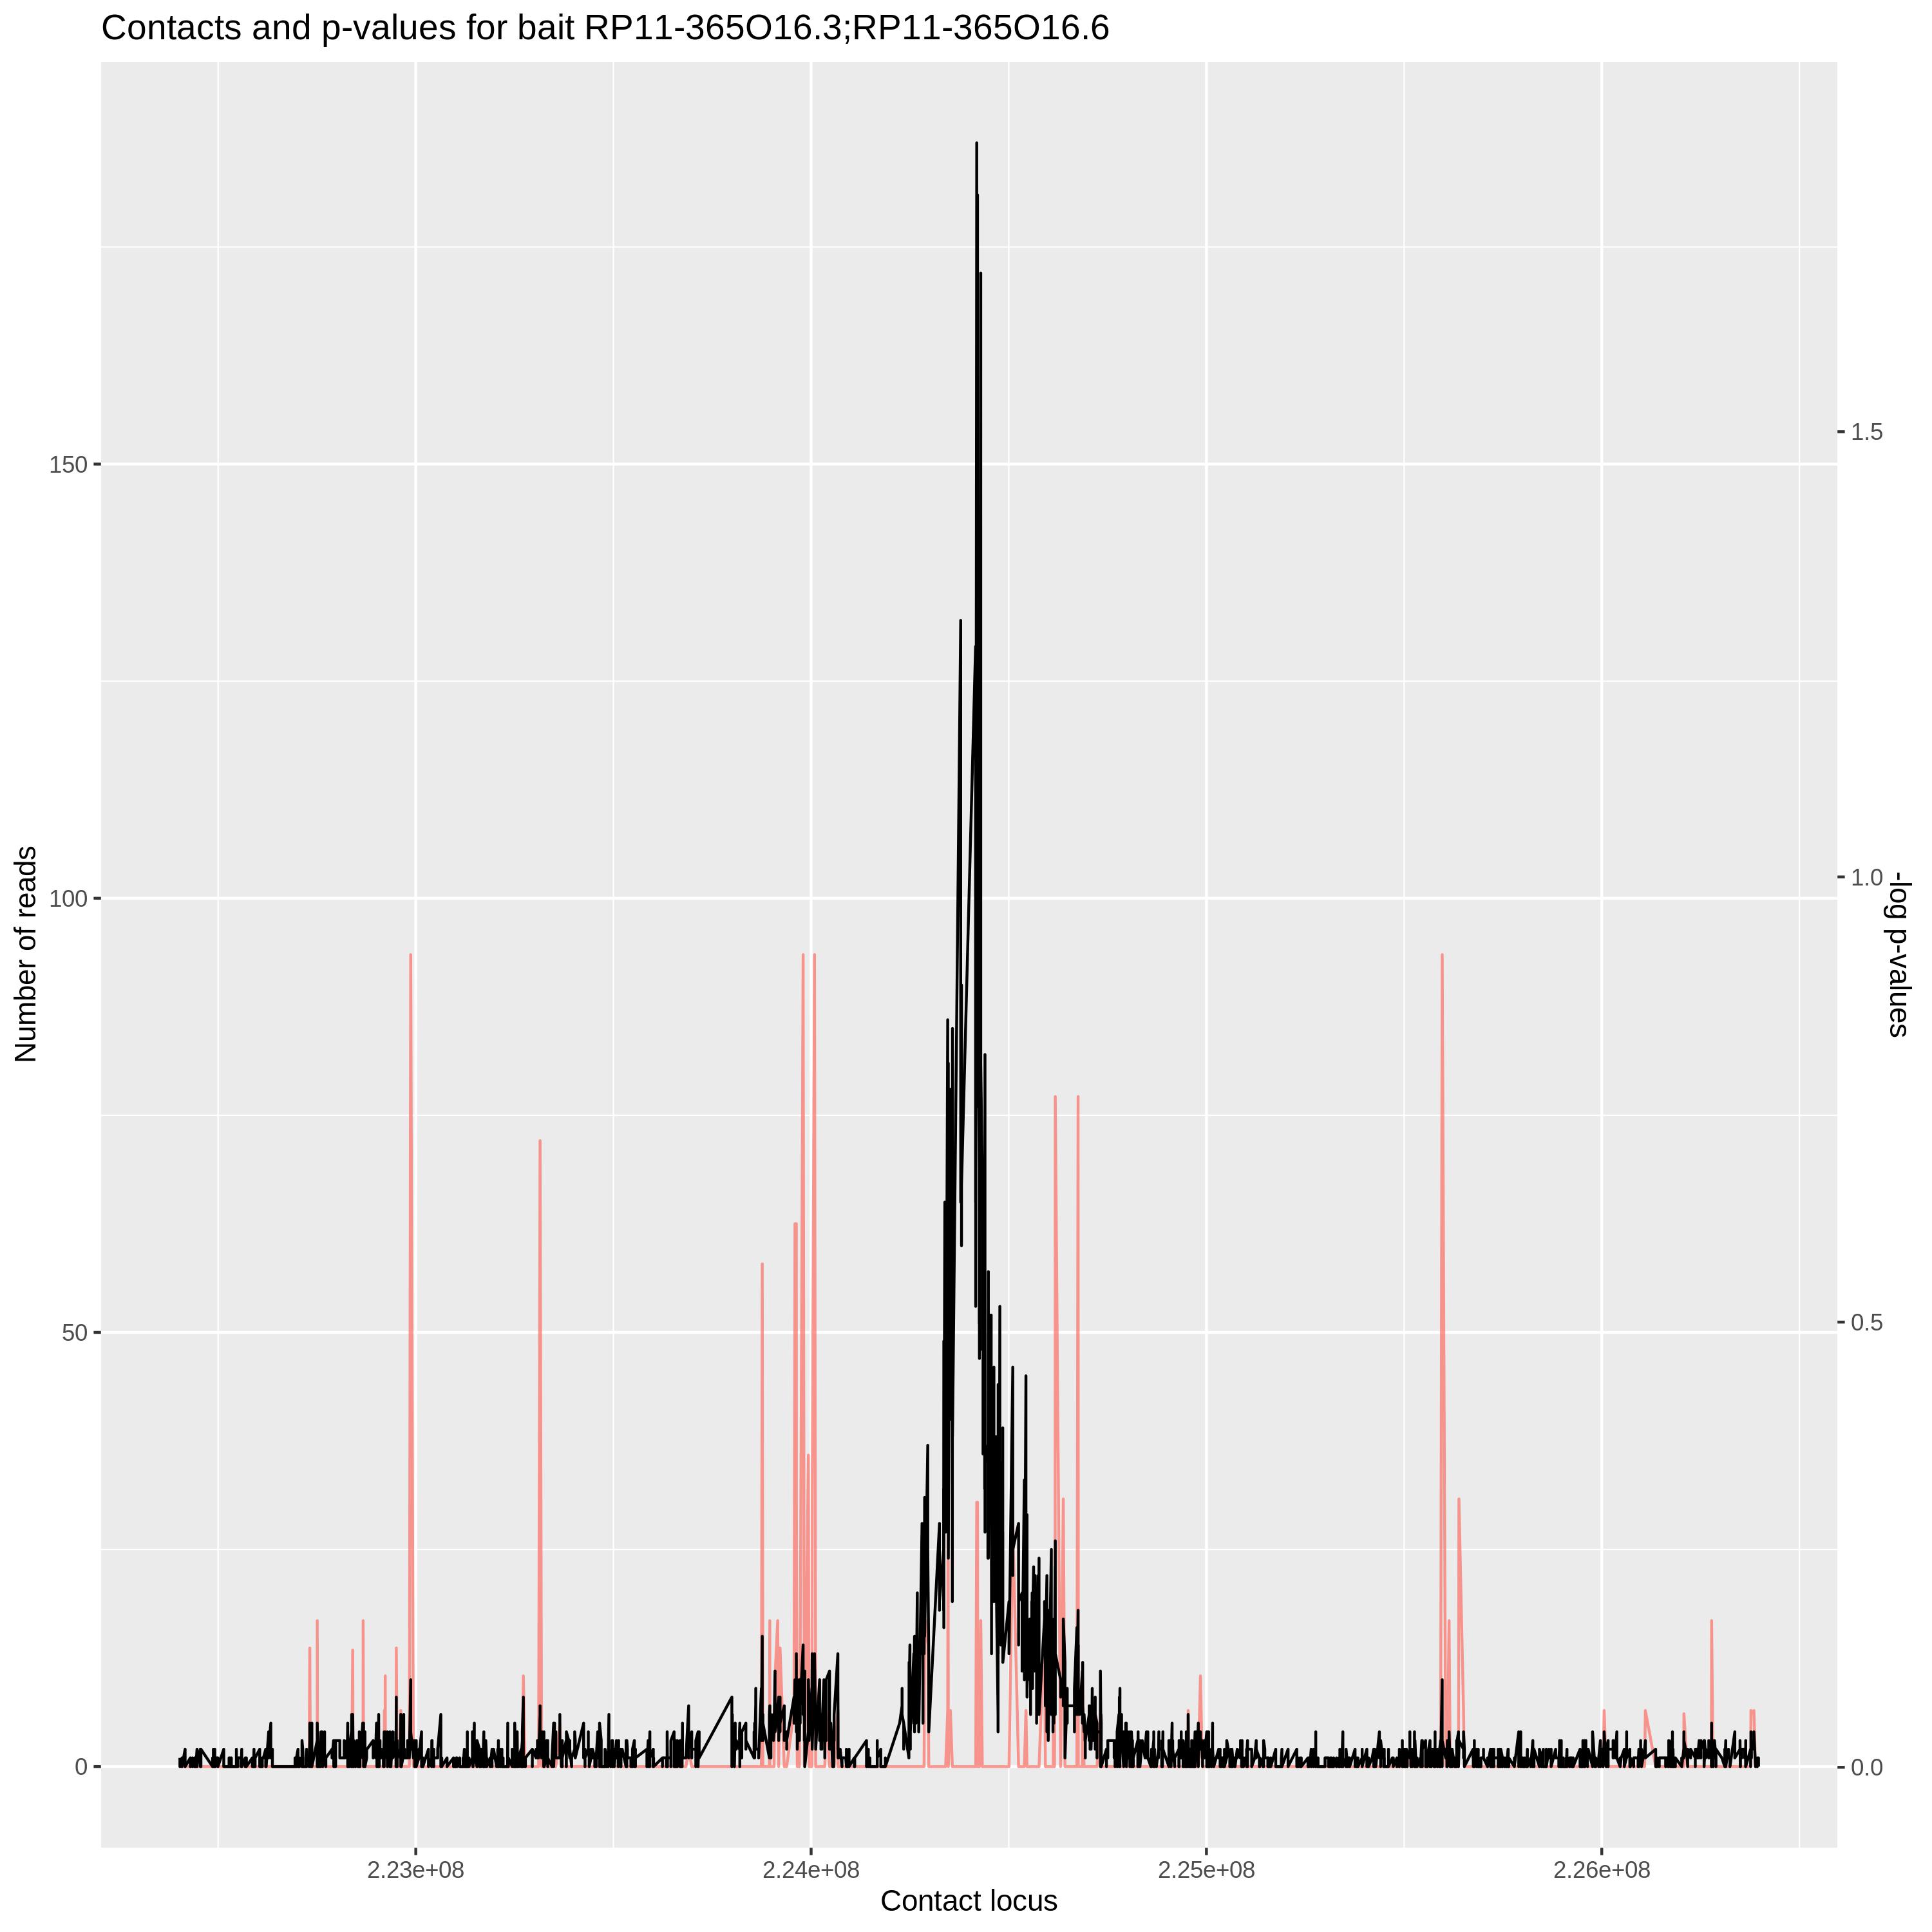 Contacts and p-values for bait RP11-365O16.3;RP11-365O16.6
Number of reads
150
100
50
0
1.5
1.0
0.5
0.0
-log p-values
2.23e+08
2.24e+08
2.25e+08
2.26e+08
Contact locus